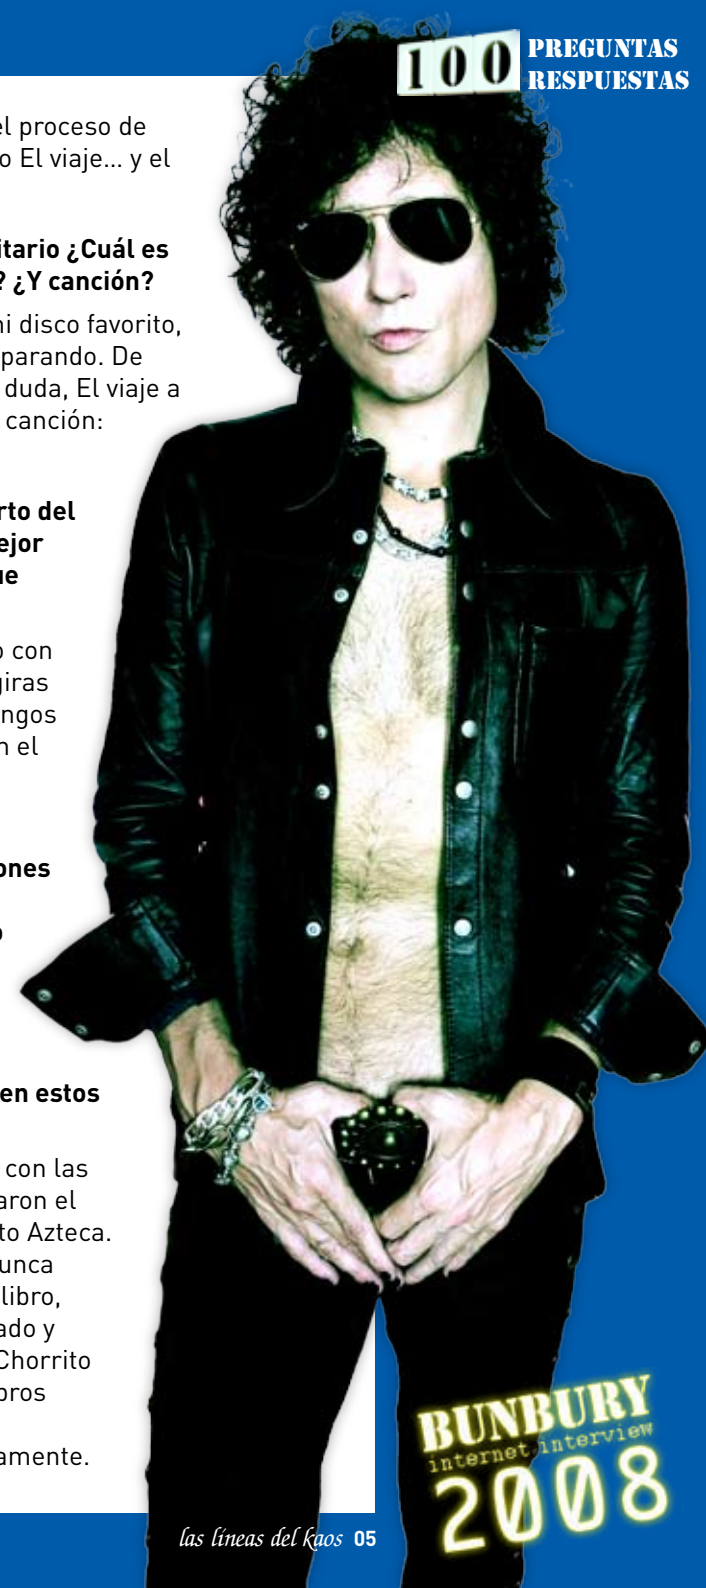 100 PREGUNTAS
RESPUESTAS
el proceso de
o El viaje... y el
itario ¿Cuál es
? ¿Y canción?
ni disco favorito,
parando. De
duda, El viaje a
canción:
rto del
ejor
ue
o con
giras
ngos
n el
ones
o
en estos
con las
aron el
to Azteca.
unca
libro,
ado y
Chorrito
bros
amente.
BUNBURY
internet interview
2008
las líneas del kaos 05